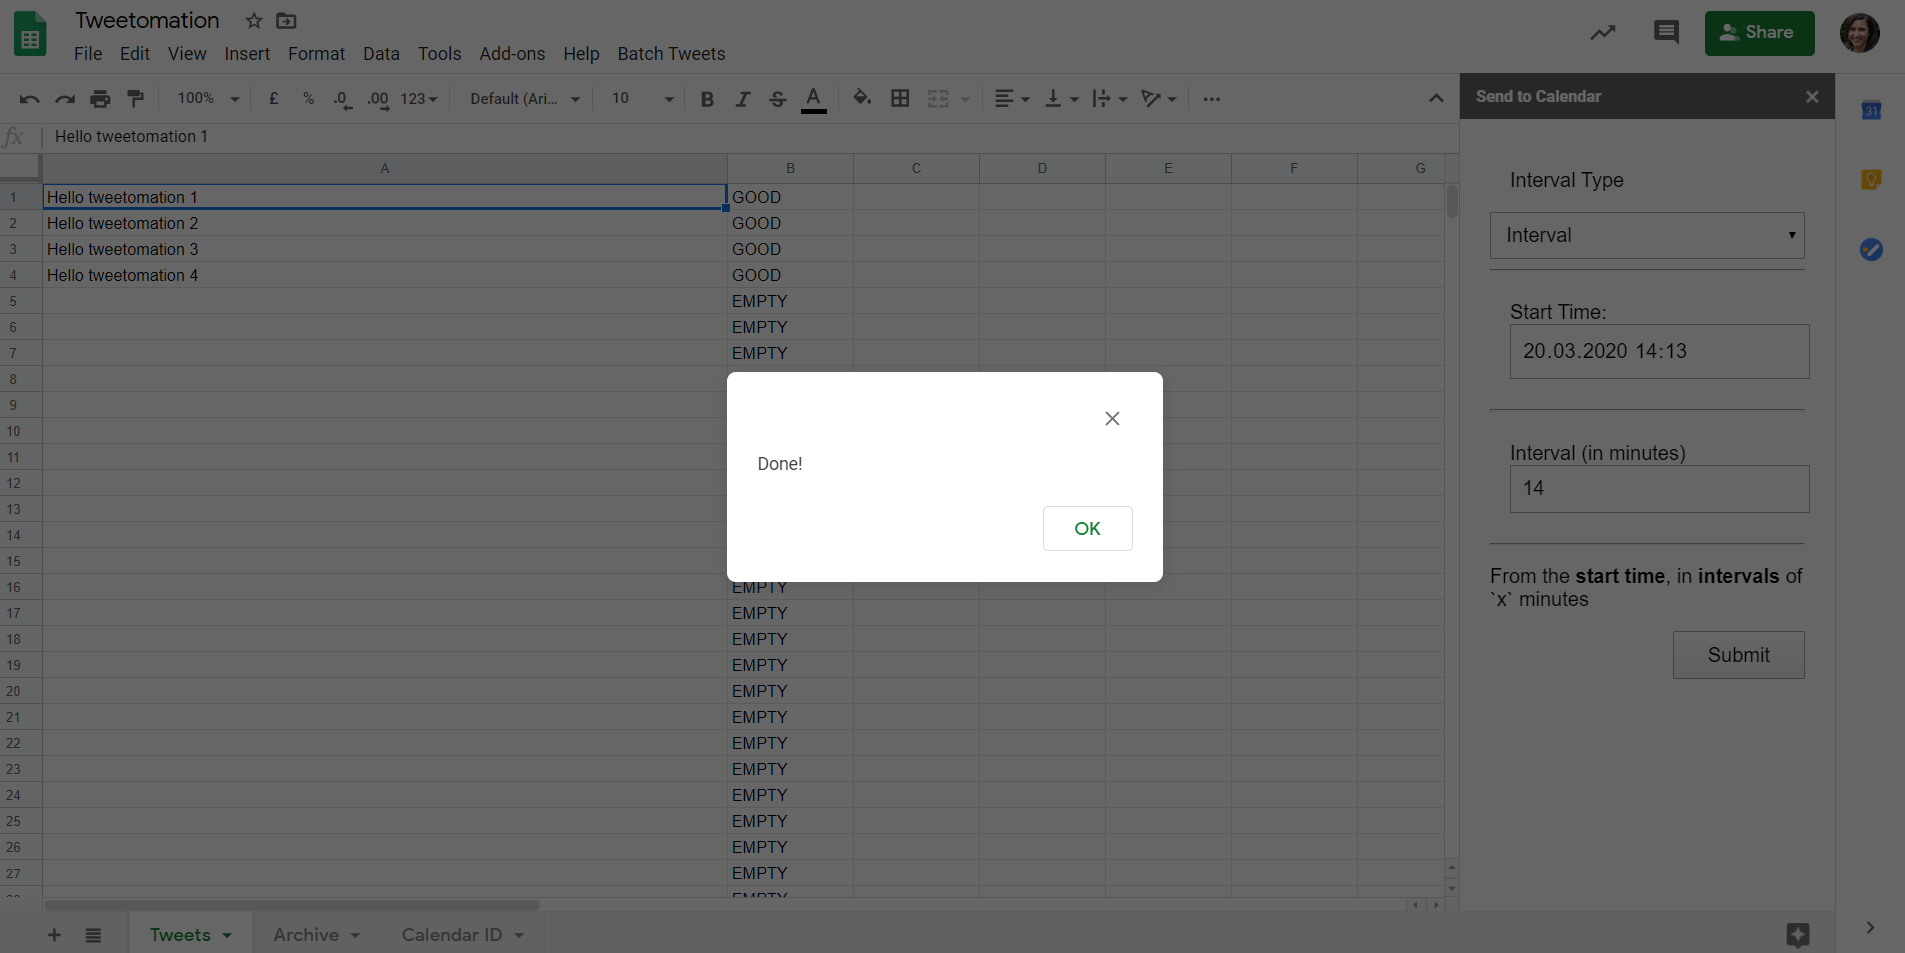 Tweetomation
File Edit View Insert Format Data Tools Add-ons Help Batch Tweets
Share
100% £ % .0 .00 123 Default (Ari... 10 B I S A ...
fx Hello tweetomation 1
A B C D E F G
1 Hello tweetomation 1 GOOD
2 Hello tweetomation 2 GOOD
3 Hello tweetomation 3 GOOD
4 Hello tweetomation 4 GOOD
5 EMPTY
6 EMPTY
7 EMPTY
8
9
10
11
12
13
14
15
16 EMPTY
17 EMPTY
18 EMPTY
19 EMPTY
20 EMPTY
21 EMPTY
22 EMPTY
23 EMPTY
24 EMPTY
25 EMPTY
26 EMPTY
27 EMPTY
Done!
OK
Send to Calendar
Interval Type
Interval
Start Time:
20.03.2020 14:13
Interval (in minutes)
14
From the start time, in intervals of
`x` minutes
Submit
31
Tweets Archive Calendar ID